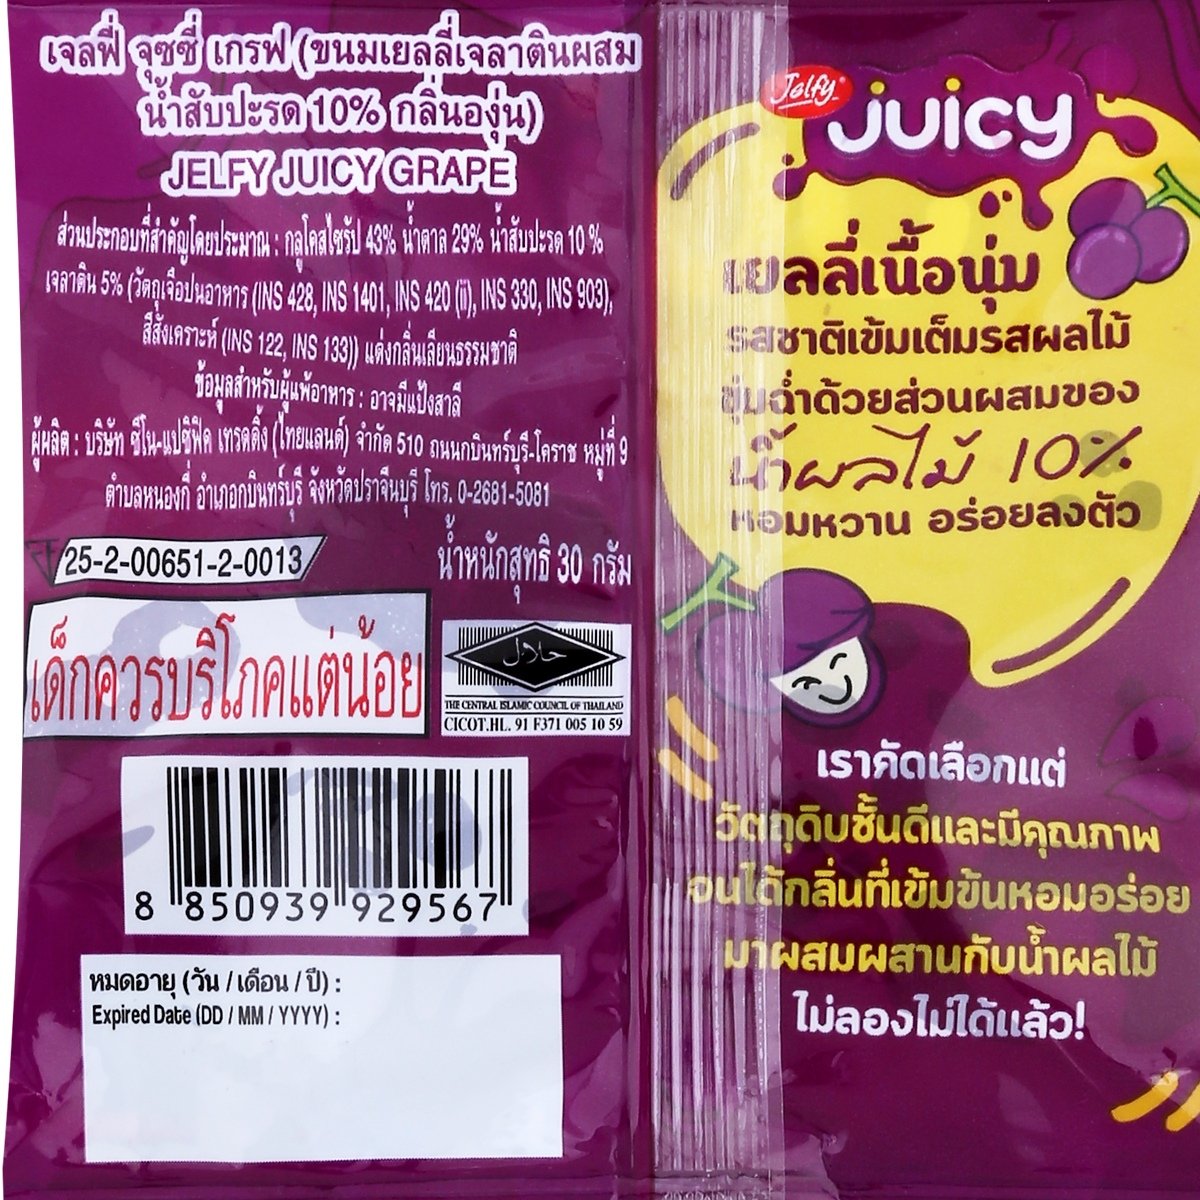 เจลฟี่ จุซซี่ เกรฟ (ขนมเยลลี่เจลาตินผสม
น้ำสับปะรด 10% กลิ่นองุ่น)
JELFY JUICY GRAPE
ส่วนประกอบที่สำคัญโดยประมาณ : กลูโคสไซรัป 43% น้ำตาล 29% น้ำสับปะรด 10 %
เจลาติน 5% (วัตถุเจือปนอาหาร (INS 428, INS 1401, INS 420 (ii), INS 330, INS 903),
สีสังเคราะห์ (INS 122, INS 133)) แต่งกลิ่นเลียนธรรมชาติ
ข้อมูลสำหรับผู้แพ้อาหาร : อาจมีแป้งสาลี
ผู้ผลิต : บริษัท ซีโน-แปซิฟิค เทรดดิ้ง (ไทยแลนด์) จำกัด 510 ถนนกบินทร์บุรี-โคราช หมู่ที่ 9
ตำบลหนองกี่ อำเภอกบินทร์บุรี จังหวัดปราจีนบุรี โทร. 0-2681-5081
25-2-00651-2-0013
น้ำหนักสุทธิ 30 กรัม
เด็กควรบริโภคแต่น้อย
حلال
THE CENTRAL ISLAMIC COUNCIL OF THAILAND
CICOT.HL. 91 F371 005 10 59
8 850939 929567
หมดอายุ (วัน / เดือน / ปี) :
Expired Date (DD / MM / YYYY) :
Jelfy
juicy
เยลลี่เนื้อนุ่ม
รสชาติเข้มเต็มรสผลไม้
ชุ่มฉ่ำด้วยส่วนผสมของ
น้ำผลไม้ 10%
หอมหวาน อร่อยลงตัว
เราคัดเลือกแต่
วัตถุดิบชั้นดีและมีคุณภาพ
จนได้กลิ่นที่เข้มข้นหอมอร่อย
มาผสมผสานกับน้ำผลไม้
ไม่ลองไม่ได้แล้ว!